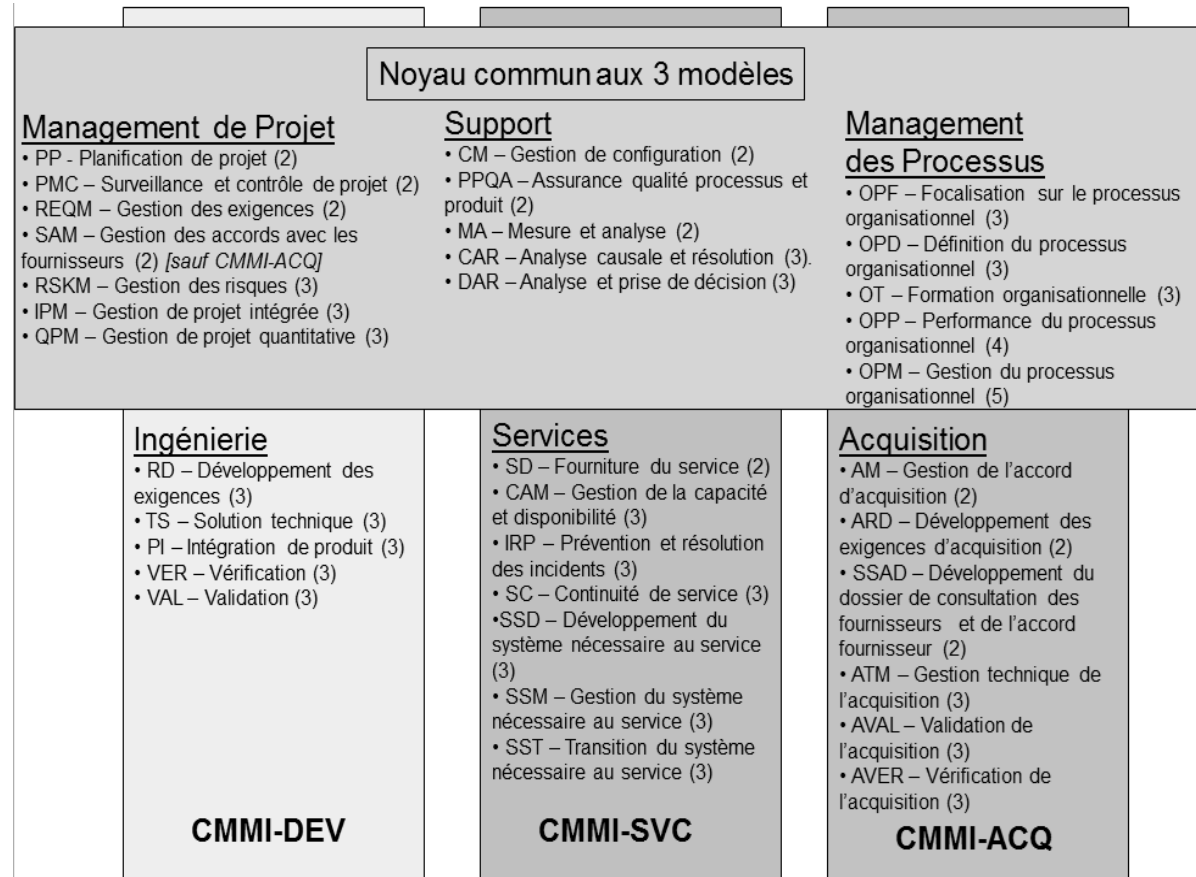 Noyau commun aux 3 modèles
Management de Projet
• PP - Planification de projet (2)
• PMC – Surveillance et contrôle de projet (2)
• REQM – Gestion des exigences (2)
• SAM – Gestion des accords avec les
fournisseurs (2) [sauf CMMI-ACQ]
• RSKM – Gestion des risques (3)
• IPM – Gestion de projet intégrée (3)
• QPM – Gestion de projet quantitative (3)
Support
• CM – Gestion de configuration (2)
• PPQA – Assurance qualité processus et
produit (2)
• MA – Mesure et analyse (2)
• CAR – Analyse causale et résolution (3).
• DAR – Analyse et prise de décision (3)
Management
des Processus
• OPF – Focalisation sur le processus
organisationnel (3)
• OPD – Définition du processus
organisationnel (3)
• OT – Formation organisationnelle (3)
• OPP – Performance du processus
organisationnel (4)
• OPM – Gestion du processus
organisationnel (5)
Ingénierie
• RD – Développement des
exigences (3)
• TS – Solution technique (3)
• PI – Intégration de produit (3)
• VER – Vérification (3)
• VAL – Validation (3)
CMMI-DEV
Services
• SD – Fourniture du service (2)
• CAM – Gestion de la capacité
et disponibilité (3)
• IRP – Prévention et résolution
des incidents (3)
• SC – Continuité de service (3)
•SSD – Développement du
système nécessaire au service
(3)
• SSM – Gestion du système
nécessaire au service (3)
• SST – Transition du système
nécessaire au service (3)
CMMI-SVC
Acquisition
• AM – Gestion de l’accord
d’acquisition (2)
• ARD – Développement des
exigences d’acquisition (2)
• SSAD – Développement du
dossier de consultation des
fournisseurs et de l’accord
fournisseur (2)
• ATM – Gestion technique de
l’acquisition (3)
• AVAL – Validation de
l’acquisition (3)
• AVER – Vérification de
l’acquisition (3)
CMMI-ACQ